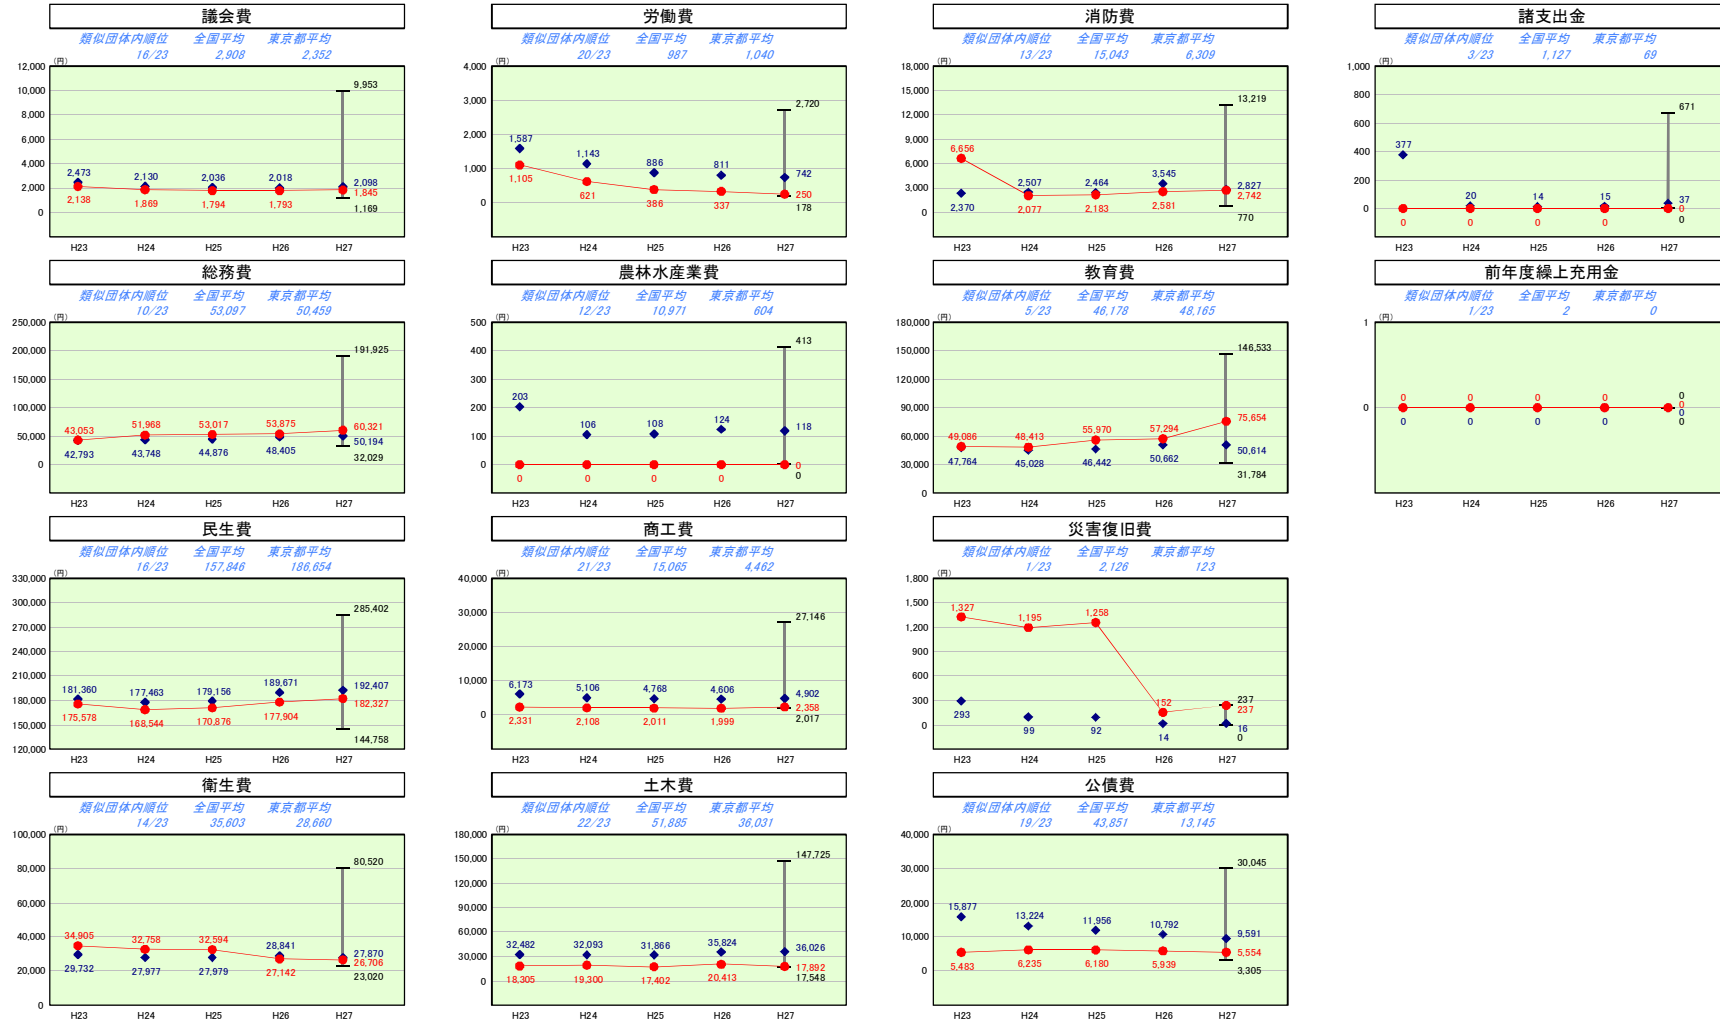 議会費
類似団体内順位 全国平均 東京都平均
16/23 2,908 2,352
(円)
12,000
10,000
8,000
6,000
4,000
2,000
0
9,953
2,473 2,130 2,036 2,018 2,098
2,138 1,869 1,794 1,793 1,845
1,169
H23 H24 H25 H26 H27
労働費
類似団体内順位 全国平均 東京都平均
20/23 987 1,040
(円)
4,000
3,000
2,000
1,000
0
2,720
1,587 1,143 886 811 742
1,105 621 386 337 250
178
H23 H24 H25 H26 H27
消防費
類似団体内順位 全国平均 東京都平均
13/23 15,043 6,309
(円)
18,000
15,000
12,000
9,000
6,000
3,000
0
13,219
6,656 2,507 2,464 3,545 2,827
2,370 2,077 2,183 2,581 2,742
770
H23 H24 H25 H26 H27
諸支出金
類似団体内順位 全国平均 東京都平均
3/23 1,127 69
(円)
1,000
800
600
400
200
0
671
377 20 14 15 37
0 0 0 0 0
0
H23 H24 H25 H26 H27
総務費
類似団体内順位 全国平均 東京都平均
10/23 53,097 50,459
(円)
250,000
200,000
150,000
100,000
50,000
0
191,925
43,053 51,968 53,017 53,875 60,321
42,793 43,748 44,876 48,405 50,194
32,029
H23 H24 H25 H26 H27
農林水産業費
類似団体内順位 全国平均 東京都平均
12/23 10,971 604
(円)
500
400
300
200
100
0
413
203 106 108 124 118
0 0 0 0 0
0
H23 H24 H25 H26 H27
教育費
類似団体内順位 全国平均 東京都平均
5/23 46,178 48,165
(円)
180,000
150,000
120,000
90,000
60,000
30,000
0
146,533
49,086 48,413 55,970 57,294 75,654
47,764 45,028 46,442 50,662 50,614
31,784
H23 H24 H25 H26 H27
前年度繰上充用金
類似団体内順位 全国平均 東京都平均
1/23 2 0
(円)
1
0
0
0 0 0 0 0
0 0 0 0 0
0
H23 H24 H25 H26 H27
民生費
類似団体内順位 全国平均 東京都平均
16/23 157,846 186,654
(円)
330,000
300,000
270,000
240,000
210,000
180,000
150,000
120,000
285,402
181,360 177,463 179,156 189,671 192,407
175,578 168,544 170,876 177,904 182,327
144,758
H23 H24 H25 H26 H27
商工費
類似団体内順位 全国平均 東京都平均
21/23 15,065 4,462
(円)
40,000
30,000
20,000
10,000
0
27,146
6,173 5,106 4,768 4,606 4,902
2,331 2,108 2,011 1,999 2,358
2,017
H23 H24 H25 H26 H27
災害復旧費
類似団体内順位 全国平均 東京都平均
1/23 2,126 123
(円)
1,800
1,500
1,200
900
600
300
0
237
1,327 1,195 1,258 152 237
293 99 92 14 16
0
H23 H24 H25 H26 H27
衛生費
類似団体内順位 全国平均 東京都平均
14/23 35,603 28,660
(円)
100,000
80,000
60,000
40,000
20,000
0
80,520
34,905 32,758 32,594 28,841 27,870
29,732 27,977 27,979 27,142 26,706
23,020
H23 H24 H25 H26 H27
土木費
類似団体内順位 全国平均 東京都平均
22/23 51,885 36,031
(円)
180,000
150,000
120,000
90,000
60,000
30,000
0
147,725
32,482 32,093 31,866 35,824 36,026
18,305 19,300 17,402 20,413 17,892
17,548
H23 H24 H25 H26 H27
公債費
類似団体内順位 全国平均 東京都平均
19/23 43,851 13,145
(円)
40,000
30,000
20,000
10,000
0
30,045
15,877 13,224 11,956 10,792 9,591
5,483 6,235 6,180 5,939 5,554
3,305
H23 H24 H25 H26 H27